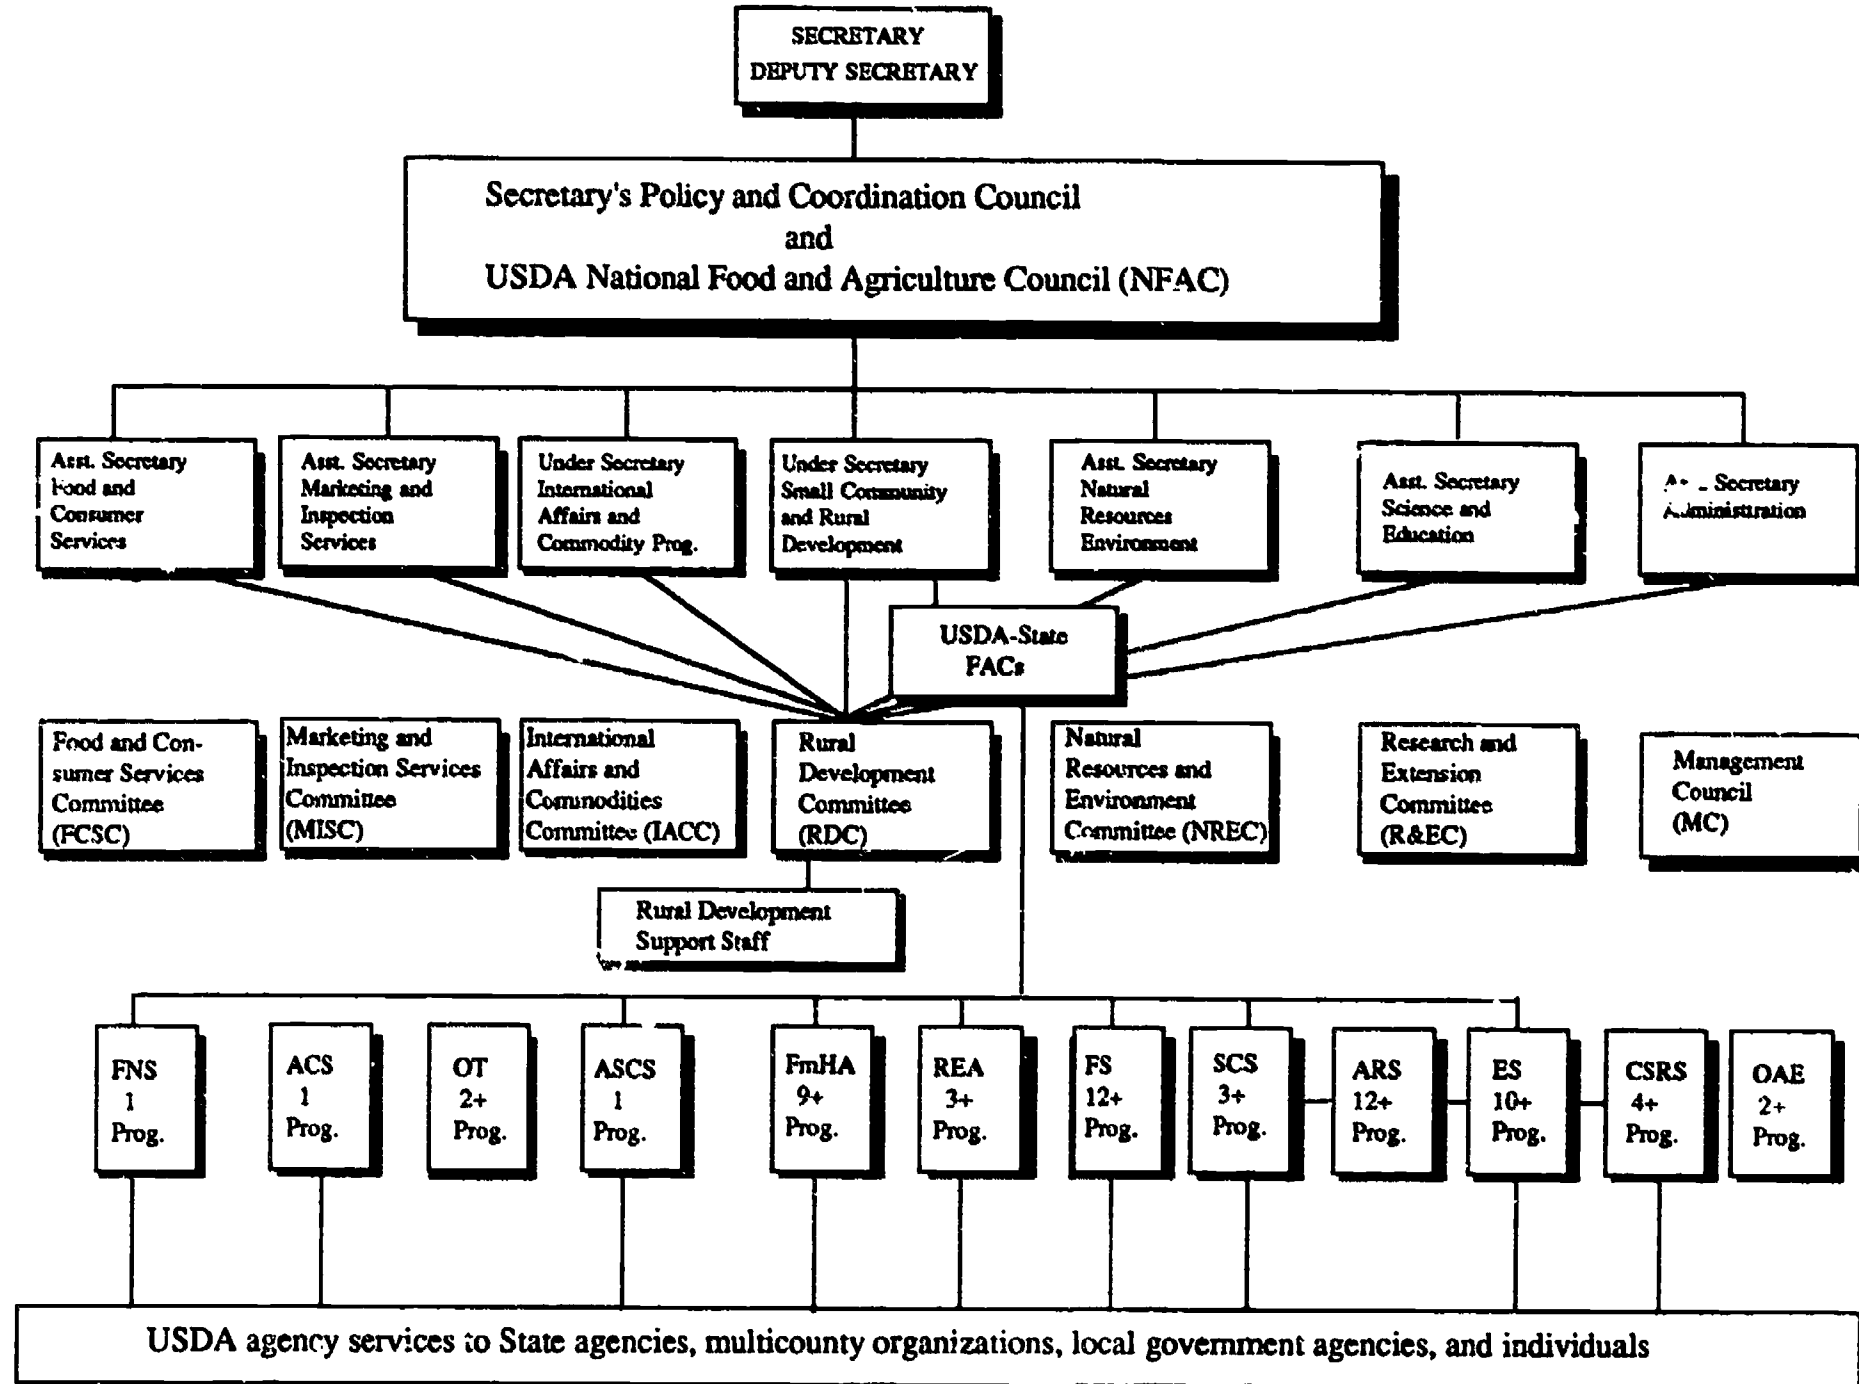 SECRETARY
DEPUTY SECRETARY
Secretary's Policy and Coordination Council
and
USDA National Food and Agriculture Council (NFAC)
Asst. Secretary
Food and
Consumer
Services
Asst. Secretary
Marketing and
Inspection
Services
Under Secretary
International
Affairs and
Commodity Prog.
Under Secretary
Small Community
and Rural
Development
Asst. Secretary
Natural
Resources
Environment
Asst. Secretary
Science and
Education
Secretary
Administration
USDA-State
FACs
Food and Con-
sumer Services
Committee
(FCSC)
Marketing and
Inspection Services
Committee
(MISC)
International
Affairs and
Commodities
Committee (IACC)
Rural
Development
Committee
(RDC)
Natural
Resources and
Environment
Committee (NREC)
Research and
Extension
Committee
(R&EC)
Management
Council
(MC)
Rural Development
Support Staff
FNS
1
Prog.
ACS
1
Prog.
OT
2+
Prog.
ASCS
1
Prog.
FmHA
9+
Prog.
REA
3+
Prog.
FS
12+
Prog.
SCS
3+
Prog.
ARS
12+
Prog.
ES
10+
Prog.
CSRS
4+
Prog.
OAE
2+
Prog.
USDA agency services to State agencies, multicounty organizations, local government agencies, and individuals